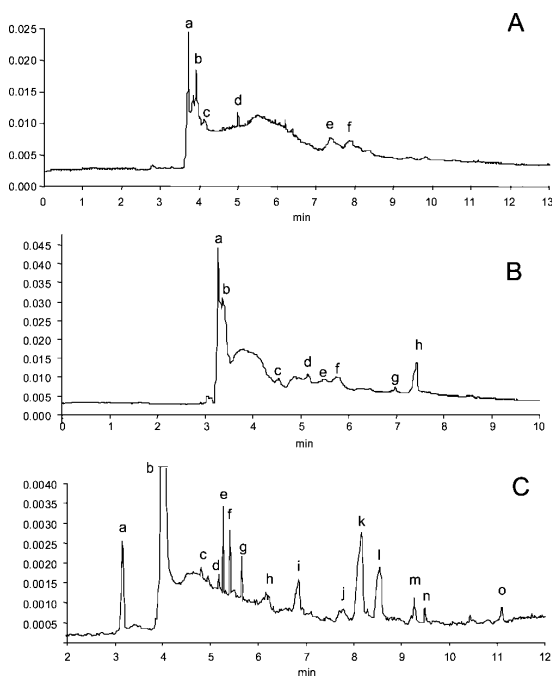 A
0.025
0.020
0.015
0.010
0.005
0.000
a
b
c
d
e
f
0 1 2 3 4 5 6 7 8 9 10 11 12 13
min
B
0.045
0.040
0.035
0.030
0.025
0.020
0.015
0.010
0.005
0.000
a
b
c
d
e
f
g
h
0 1 2 3 4 5 6 7 8 9 10
min
C
0.0040
0.0035
0.0030
0.0025
0.0020
0.0015
0.0010
0.0005
0.0000
a
b
c
d
e
f
g
h
i
j
k
l
m
n
o
2 3 4 5 6 7 8 9 10 11 12
min